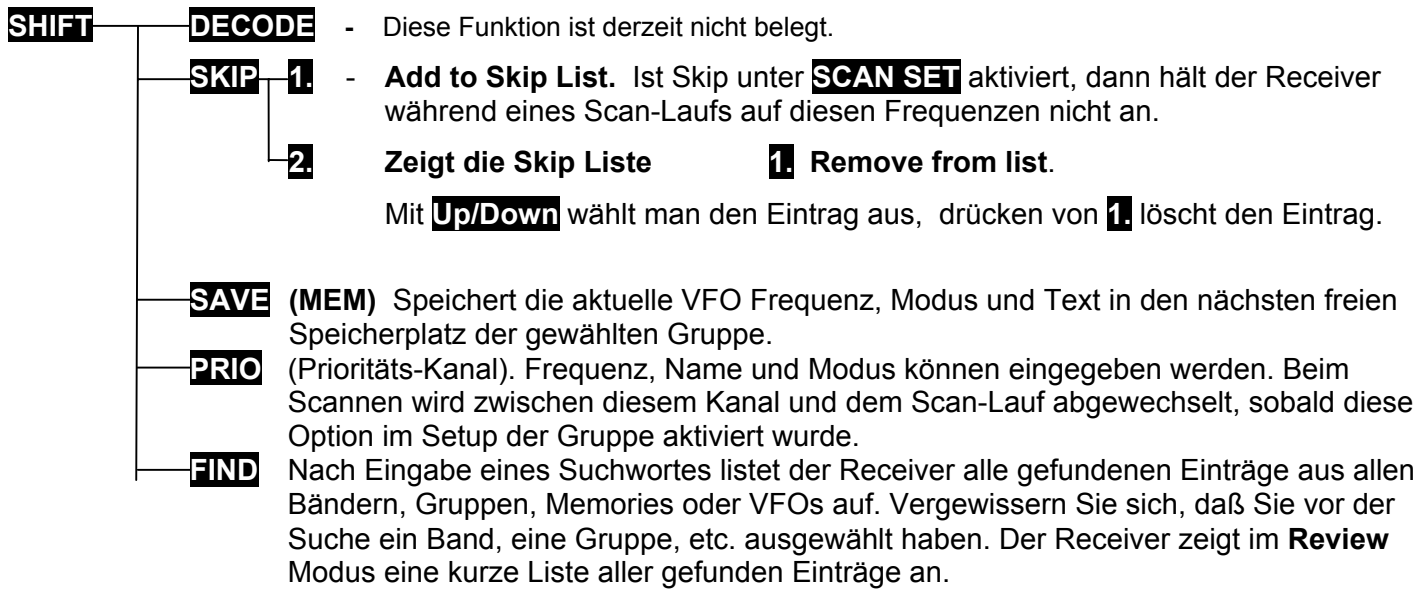 SHIFT DECODE - Diese Funktion ist derzeit nicht belegt.
SKIP 1. - Add to Skip List. Ist Skip unter SCAN SET aktiviert, dann hält der Receiver
während eines Scan-Laufs auf diesen Frequenzen nicht an.
2. Zeigt die Skip Liste 1. Remove from list.
Mit Up/Down wählt man den Eintrag aus, drücken von 1. löscht den Eintrag.
SAVE (MEM) Speichert die aktuelle VFO Frequenz, Modus und Text in den nächsten freien
Speicherplatz der gewählten Gruppe.
PRIO (Prioritäts-Kanal). Frequenz, Name und Modus können eingegeben werden. Beim
Scannen wird zwischen diesem Kanal und dem Scan-Lauf abgewechselt, sobald diese
Option im Setup der Gruppe aktiviert wurde.
FIND Nach Eingabe eines Suchwortes listet der Receiver alle gefundenen Einträge aus allen
Bändern, Gruppen, Memories oder VFOs auf. Vergewissern Sie sich, daß Sie vor der
Suche ein Band, eine Gruppe, etc. ausgewählt haben. Der Receiver zeigt im Review
Modus eine kurze Liste aller gefunden Einträge an.